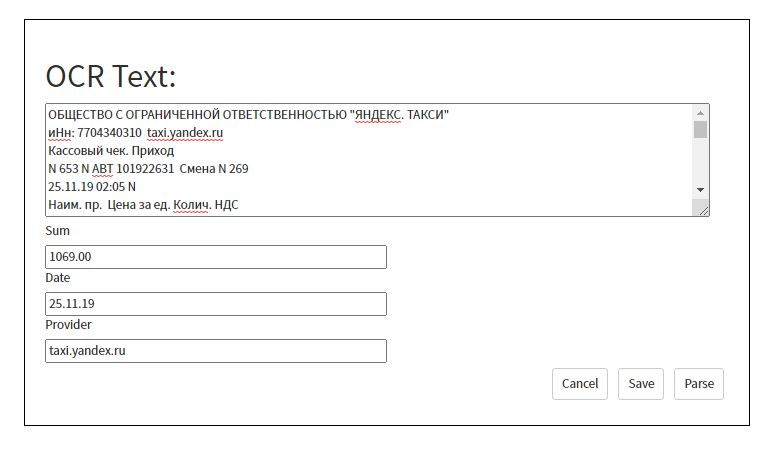 OCR Text:
ОБЩЕСТВО С ОГРАНИЧЕННОЙ ОТВЕТСТВЕННОСТЬЮ "ЯНДЕКС. ТАКСИ"
иНн: 7704340310 taxi.yandex.ru
Кассовый чек. Приход
N 653 N АВТ 101922631 Смена N 269
25.11.19 02:05 N
Наим. пр. Цена за ед. Колич. НДС
Sum
1069.00
Date
25.11.19
Provider
taxi.yandex.ru
Cancel Save Parse